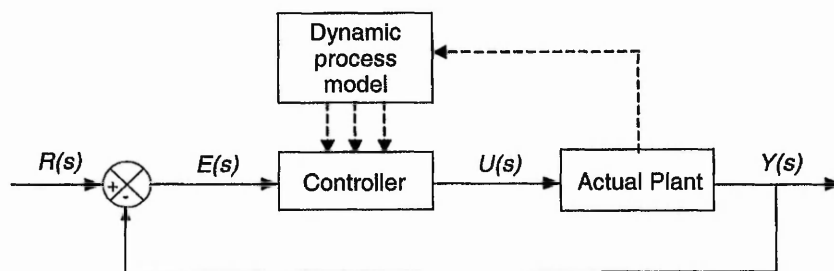 Dynamic
process
model
R(s)
+
-
E(s)
Controller
U(s)
Actual Plant
Y(s)